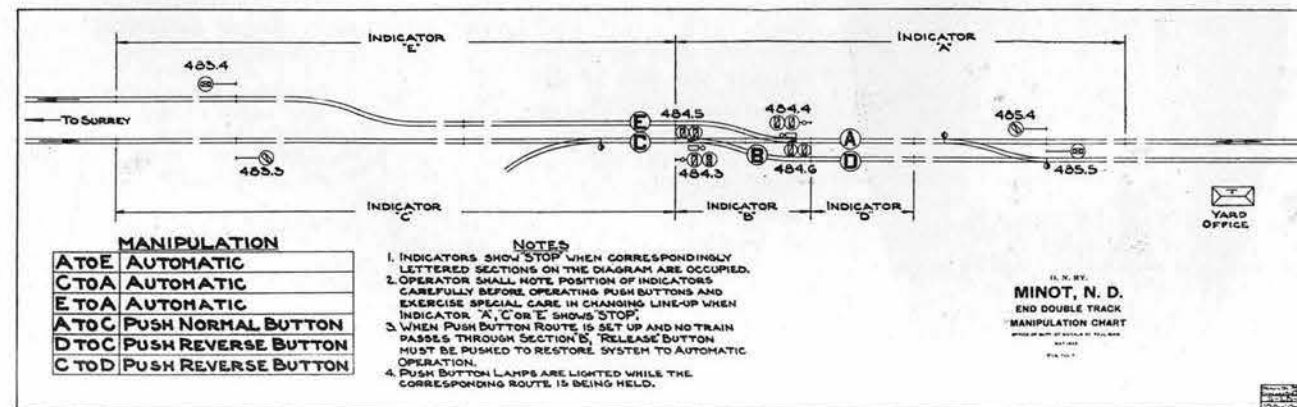 INDICATOR
"E"
INDICATOR
"A"
483.4
TO SURREY
E
484.5
484.4
485.4
C
A
B
D
483.3
484.3
484.6
485.5
INDICATOR
"C"
INDICATOR
"B"
INDICATOR
"D"
YARD
OFFICE
MANIPULATION
A TO E AUTOMATIC
C TO A AUTOMATIC
E TO A AUTOMATIC
A TO C PUSH NORMAL BUTTON
D TO C PUSH REVERSE BUTTON
C TO D PUSH REVERSE BUTTON
NOTES
1. INDICATORS SHOW "STOP" WHEN CORRESPONDINGLY
LETTERED SECTIONS ON THE DIAGRAM ARE OCCUPIED.
2. OPERATOR SHALL NOTE POSITION OF INDICATORS
CAREFULLY BEFORE OPERATING PUSH BUTTONS AND
EXERCISE SPECIAL CARE IN CHANGING LINE-UP WHEN
INDICATOR "A", "C" OR "E" SHOWS "STOP".
3. WHEN PUSH BUTTON ROUTE IS SET UP AND NO TRAIN
PASSES THROUGH SECTION "B", "RELEASE" BUTTON
MUST BE PUSHED TO RESTORE SYSTEM TO AUTOMATIC
OPERATION.
4. PUSH BUTTON LAMPS ARE LIGHTED WHILE THE
CORRESPONDING ROUTE IS BEING HELD.
G. N. RY.
MINOT, N. D.
END DOUBLE TRACK
MANIPULATION CHART